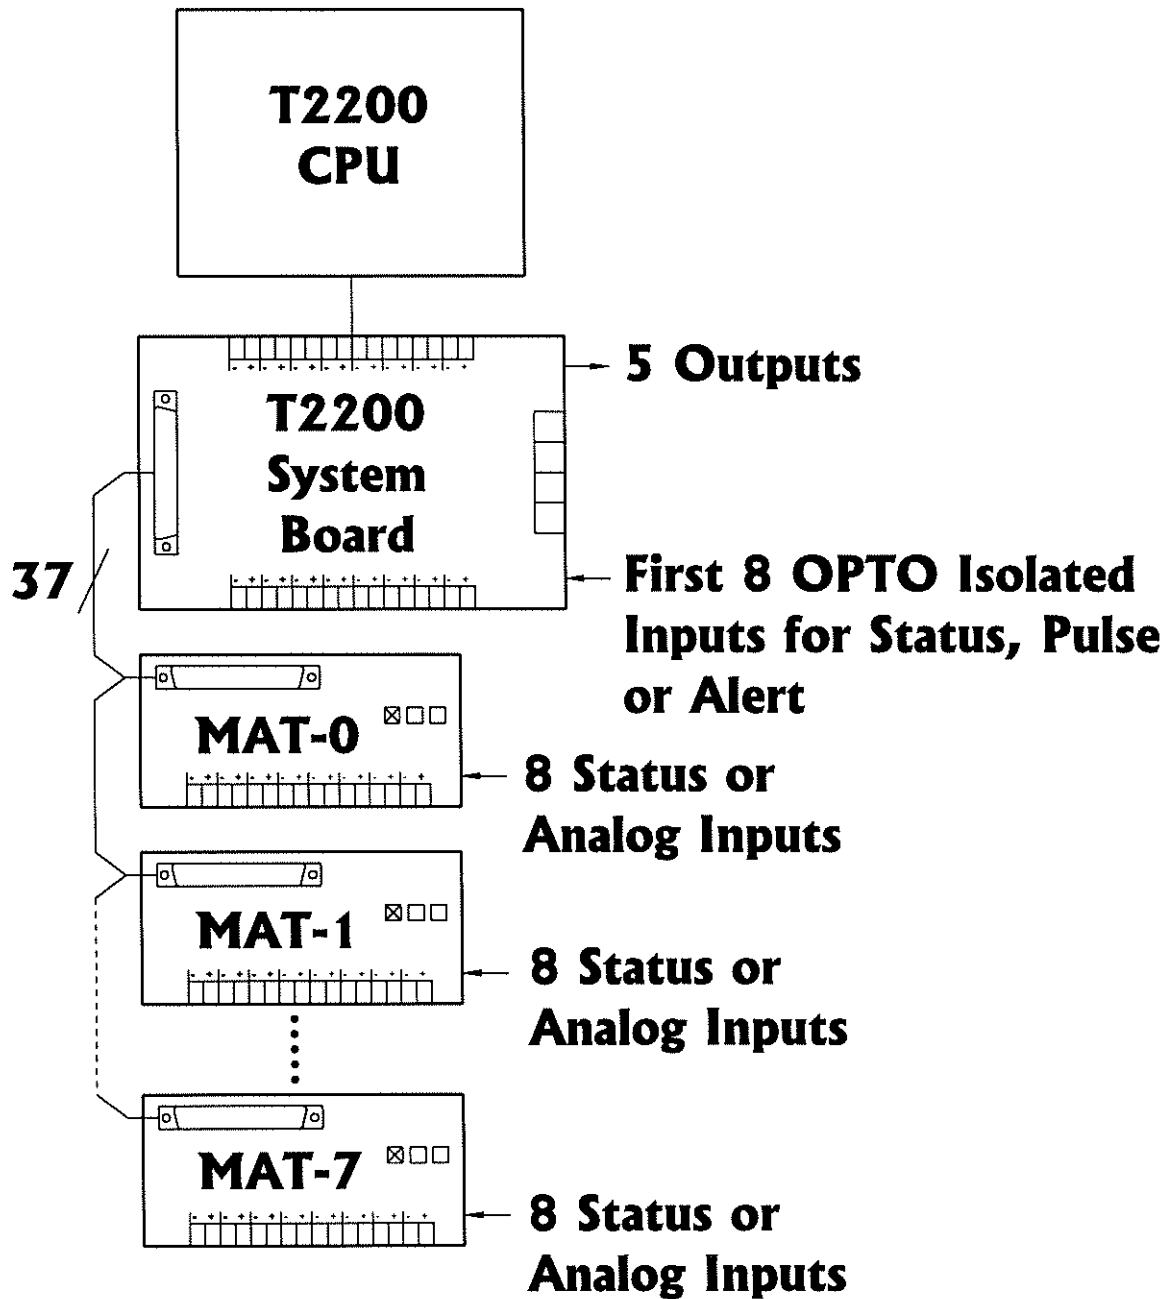 T2200
CPU
5 Outputs
T2200
System
Board
37
First 8 OPTO Isolated
Inputs for Status, Pulse
or Alert
MAT-0
8 Status or
Analog Inputs
MAT-1
8 Status or
Analog Inputs
MAT-7
8 Status or
Analog Inputs